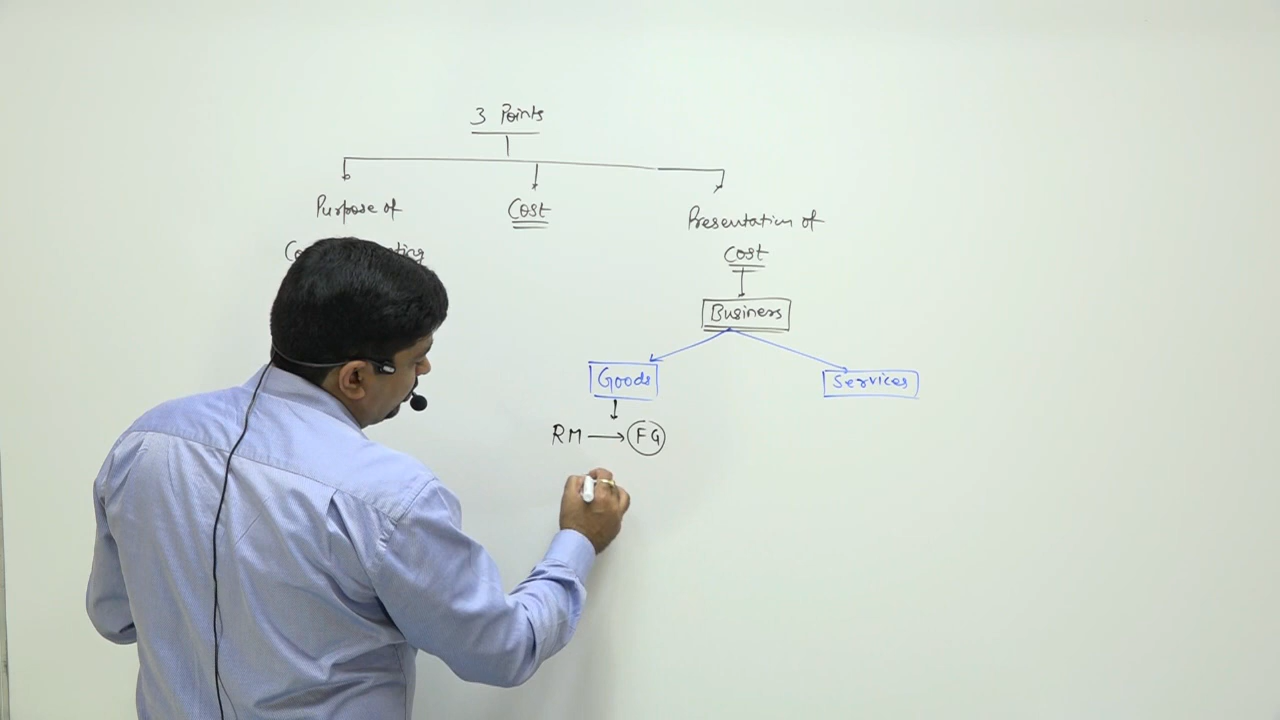 3 Points
Purpose of
Cost
Presentation of
Cost
Business
Goods
Services
RM → FG